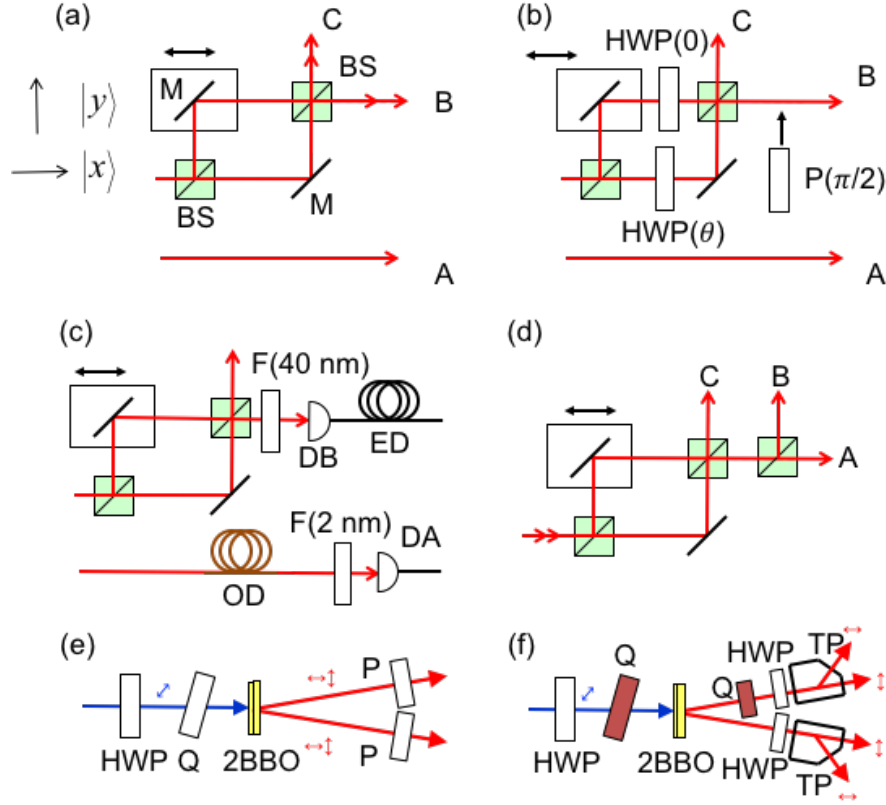 (a)
C
BS
M
B
|y⟩
|x⟩
BS
M
A
(b)
HWP(0)
C
B
P(π/2)
HWP(θ)
A
(c)
F(40 nm)
DB
ED
F(2 nm)
DA
OD
(d)
C
B
A
(e)
P
HWP
Q
2BBO
P
(f)
Q
HWP
TP
Q
HWP
2BBO
HWP
TP